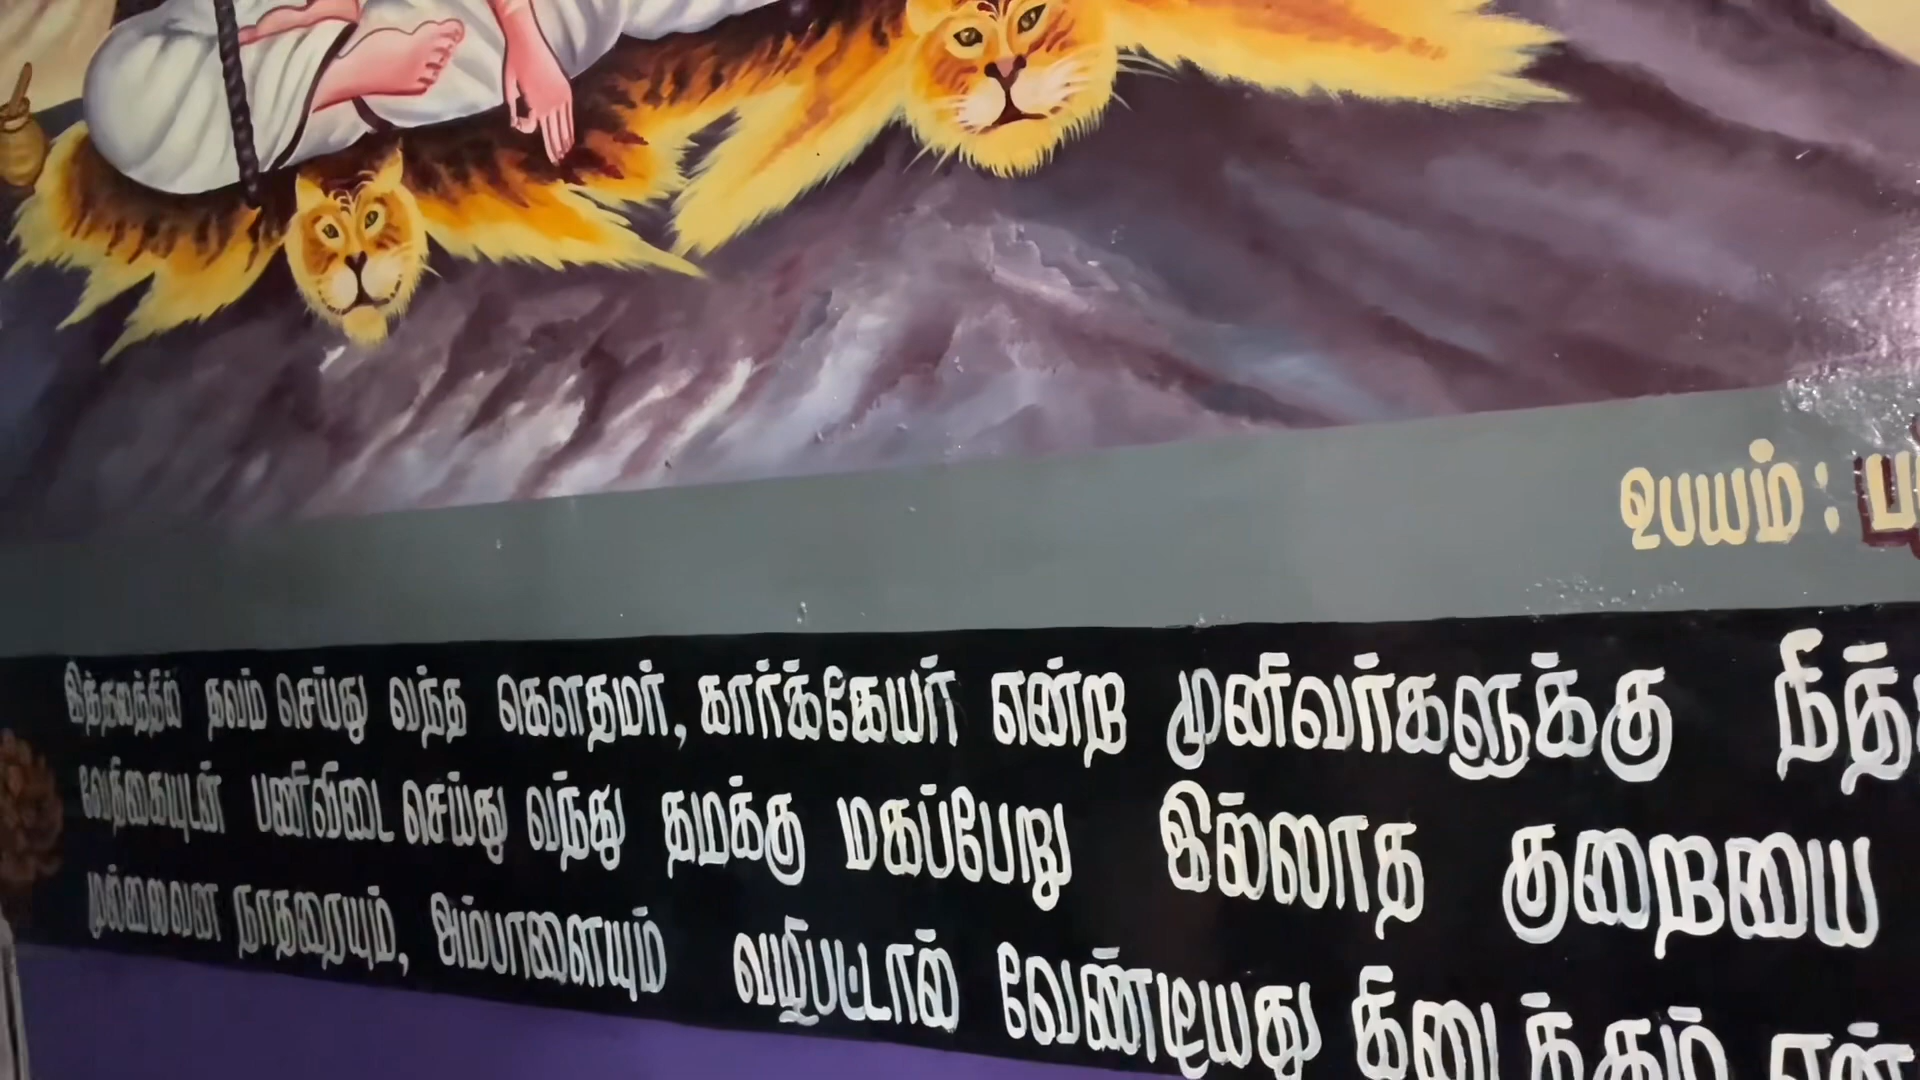 உபயம் :
இத்தலத்தில் தவம் செய்து வந்த கௌதமர், கார்க்கேயர் என்ற முனிவர்களுக்கு
வேதிகையுடன் பணிவிடை செய்து வந்து தமக்கு மகப்பேறு இல்லாத குறையை
முல்லைவன நாதரையும், அம்பாளையும் வழிபட்டால் வேண்டியது கிடைக்கும்